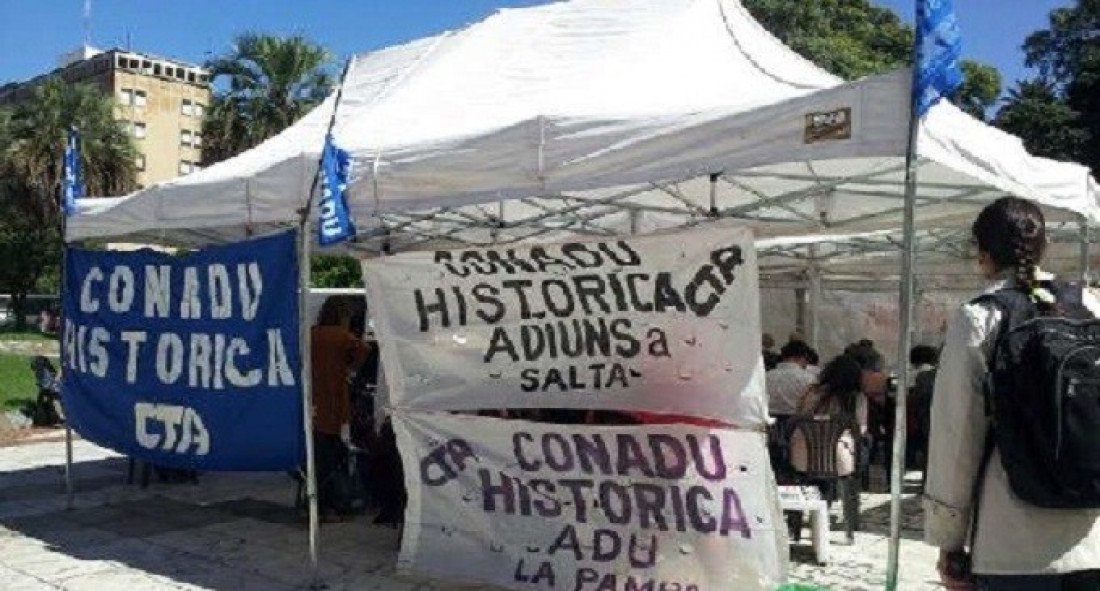 CONADU
HISTORICA
CTA
CONADU
HISTORICA CTA
ADIUNSa
- SALTA -
CTA CONADU
HISTORICA
ADU
LA PAMPA